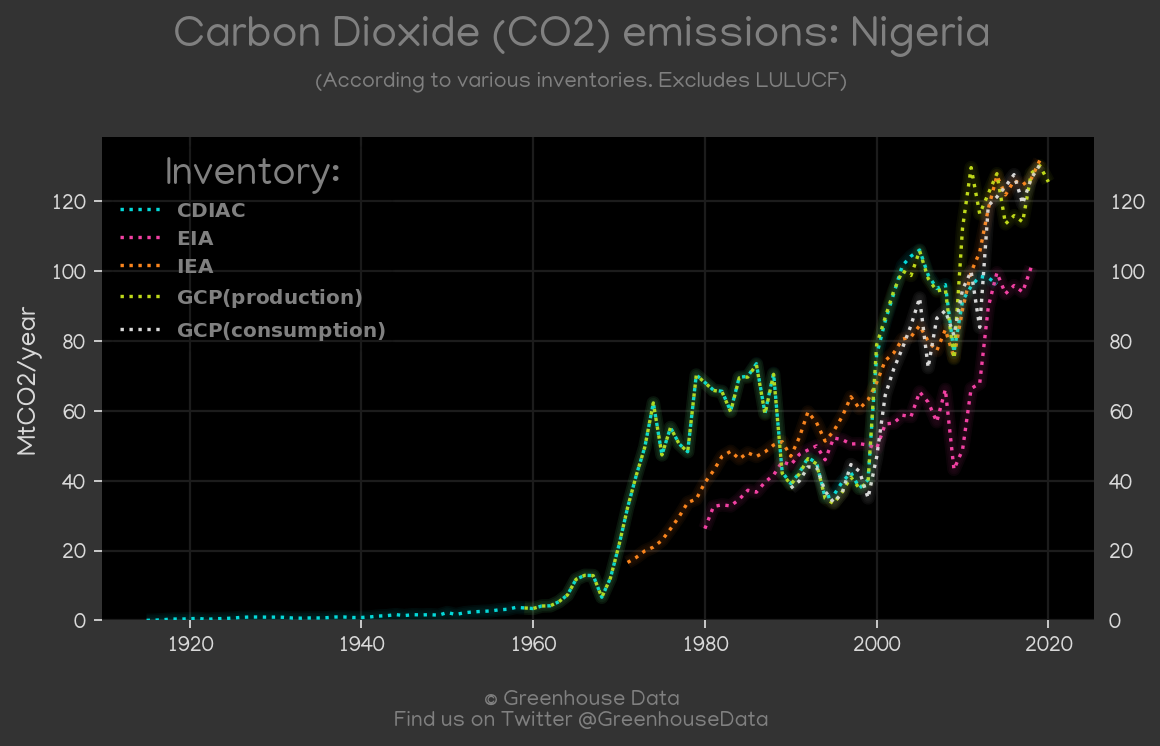 Carbon Dioxide (CO2) emissions: Nigeria
(According to various inventories. Excludes LULUCF)
Inventory:
CDIAC
EIA
IEA
GCP(production)
GCP(consumption)
MtCO2/year
120
100
80
60
40
20
0
120
100
80
60
40
20
0
1920
1940
1960
1980
2000
2020
© Greenhouse Data
Find us on Twitter @GreenhouseData